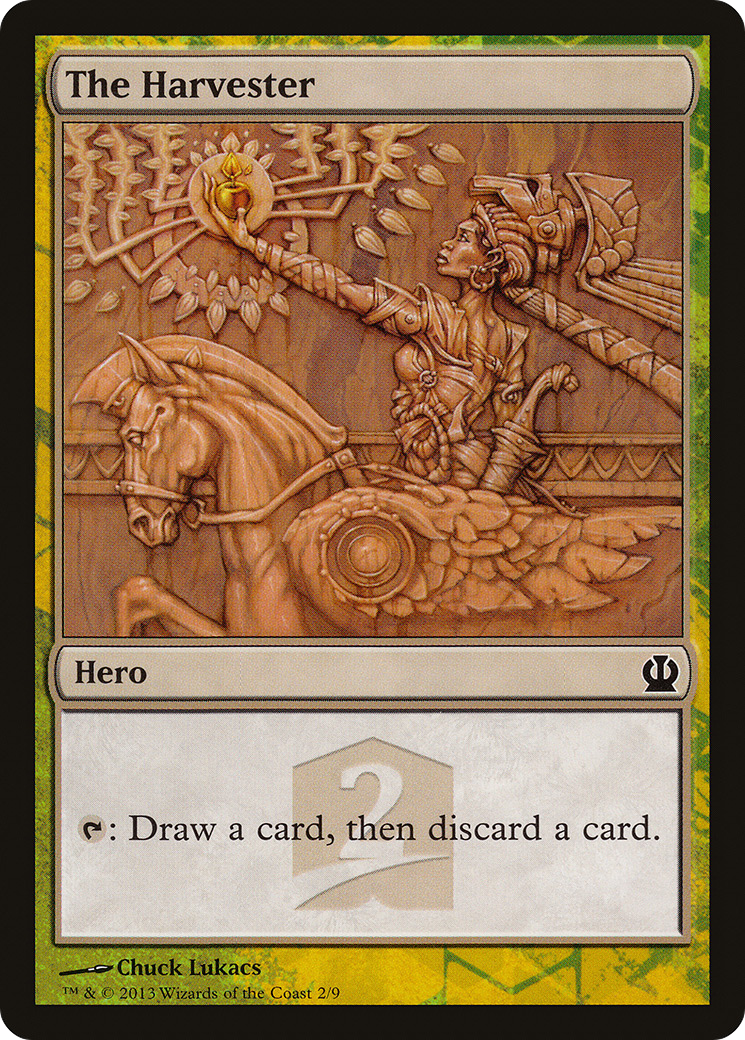 The Harvester
Hero
2
: Draw a card, then discard a card.
Chuck Lukacs
™ & © 2013 Wizards of the Coast 2/9